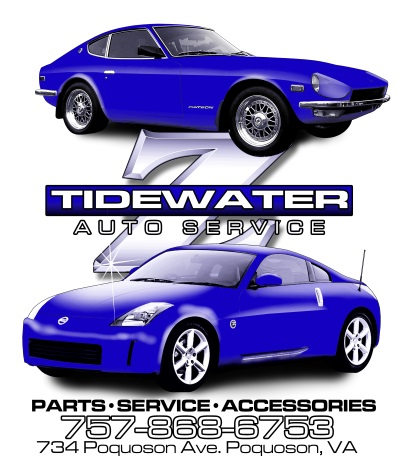 Z
TIDEWATER
AUTO SERVICE
PARTS • SERVICE • ACCESSORIES
757-868-6753
734 Poquoson Ave. Poquoson, VA